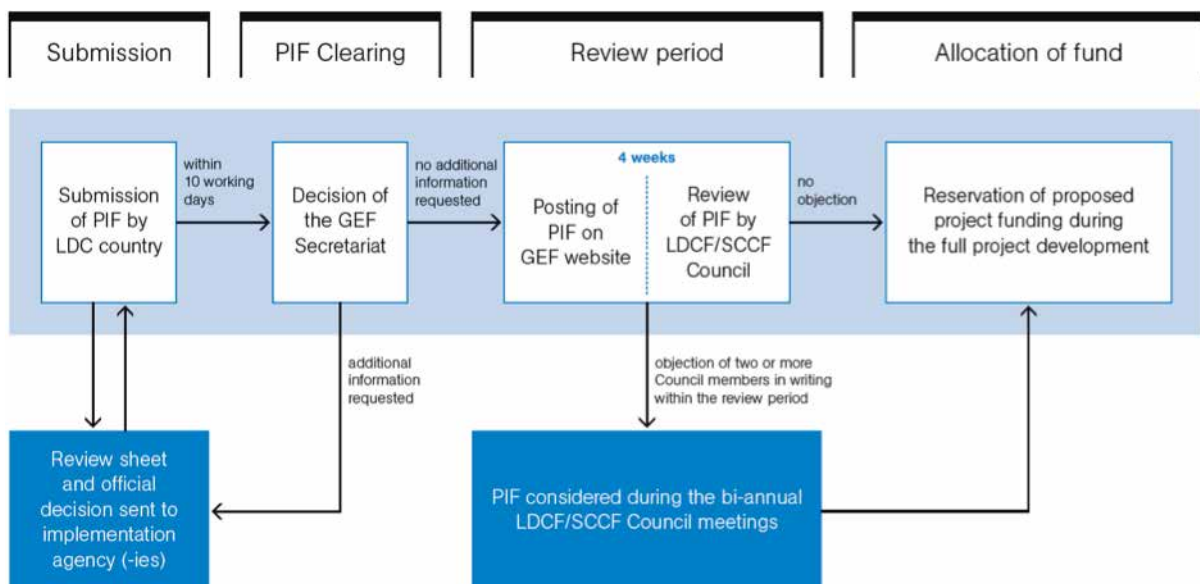 Submission
PIF Clearing
Review period
Allocation of fund
Submission
of PIF by
LDC country
within
10 working
days
Decision of
the GEF
Secretariat
no additional
information
requested
4 weeks
Posting of
PIF on
GEF website
Review
of PIF by
LDCF/SCCF
Council
no
objection
Reservation of proposed
project funding during
the full project development
additional
information
requested
objection of two or more
Council members in writing
within the review period
Review sheet
and official
decision sent to
implementation
agency (-ies)
PIF considered during the bi-annual
LDCF/SCCF Council meetings